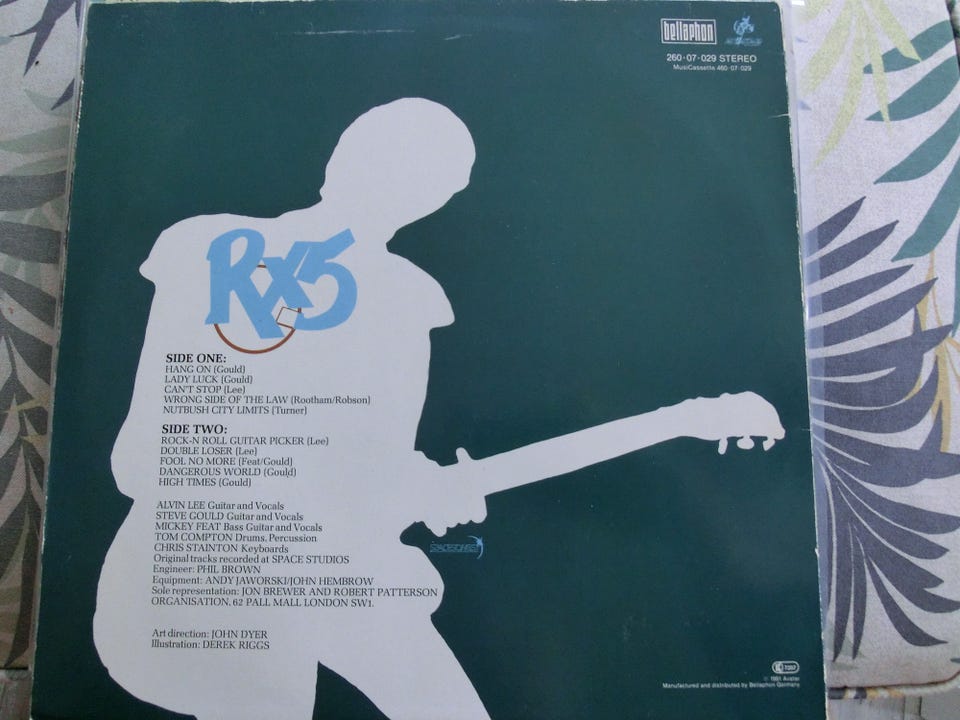 bellaphon
260·07·029 STEREO
MusiCassette 460·07·029
Rx5
SIDE ONE:
HANG ON (Gould)
LADY LUCK (Gould)
CAN'T STOP (Lee)
WRONG SIDE OF THE LAW (Rootham/Robson)
NUTBUSH CITY LIMITS (Turner)
SIDE TWO:
ROCK-N ROLL GUITAR PICKER (Lee)
DOUBLE LOSER (Lee)
FOOL NO MORE (Feat/Gould)
DANGEROUS WORLD (Gould)
HIGH TIMES (Gould)
ALVIN LEE Guitar and Vocals
STEVE GOULD Guitar and Vocals
MICKEY FEAT Bass Guitar and Vocals
TOM COMPTON Drums, Percussion
CHRIS STAINTON Keyboards
Original tracks recorded at SPACE STUDIOS
Engineer: PHIL BROWN
Equipment: ANDY JAWORSKI/JOHN HEMBROW
Sole representation: JON BREWER AND ROBERT PATTERSON
ORGANISATION, 62 PALL MALL LONDON SW1.
Art direction: JOHN DYER
Illustration: DEREK RIGGS
℗ 1981 Avatar
Manufactured and distributed by Bellaphon Germany